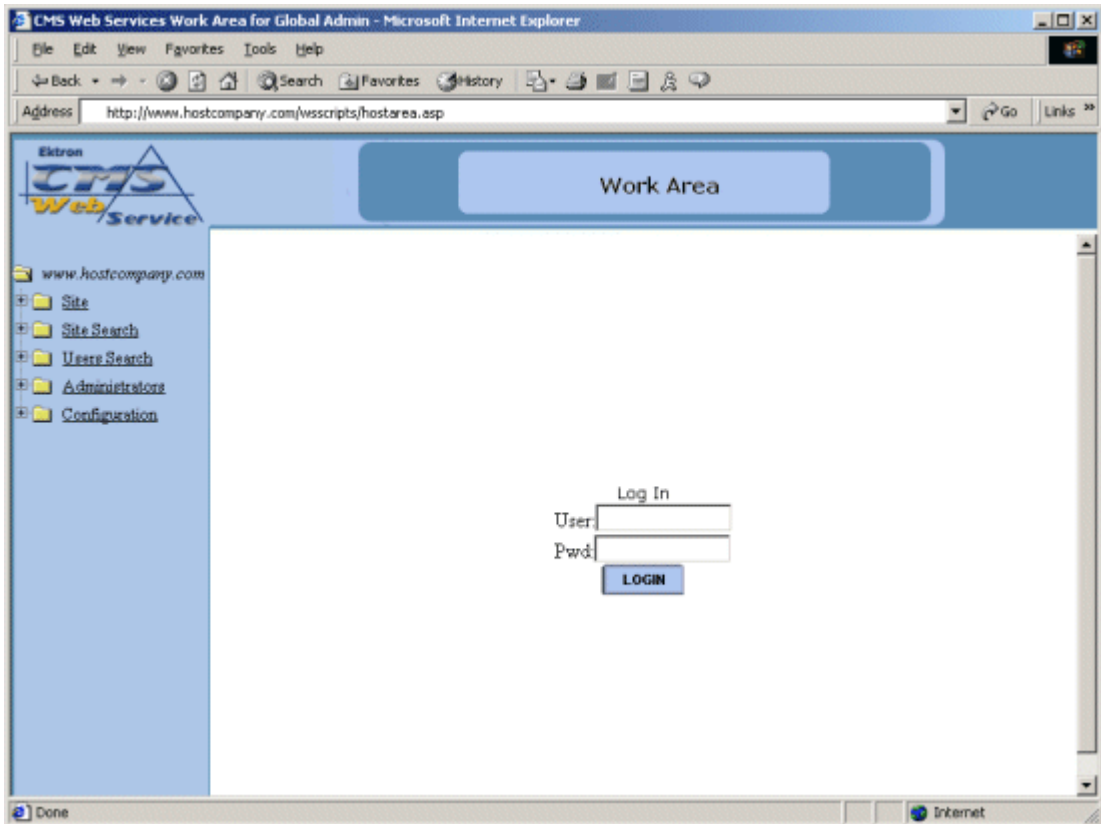 CMS Web Services Work Area for Global Admin - Microsoft Internet Explorer
File Edit View Favorites Tools Help
Back Search Favorites History
Address http://www.hostcompany.com/wsscripts/hostarea.asp Go Links »
Ektron
CMS
Web
Service
Work Area
www.hostcompany.com
Site
Site Search
Users Search
Administrators
Configuration
Log In
User:
Pwd:
LOGIN
Done Internet